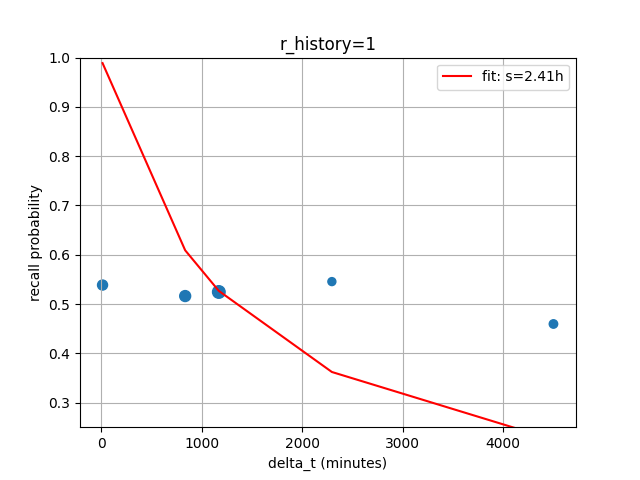 r_history=1
fit: s=2.41h
1.0
0.9
0.8
0.7
0.6
0.5
0.4
0.3
recall probability
0 1000 2000 3000 4000
delta_t (minutes)